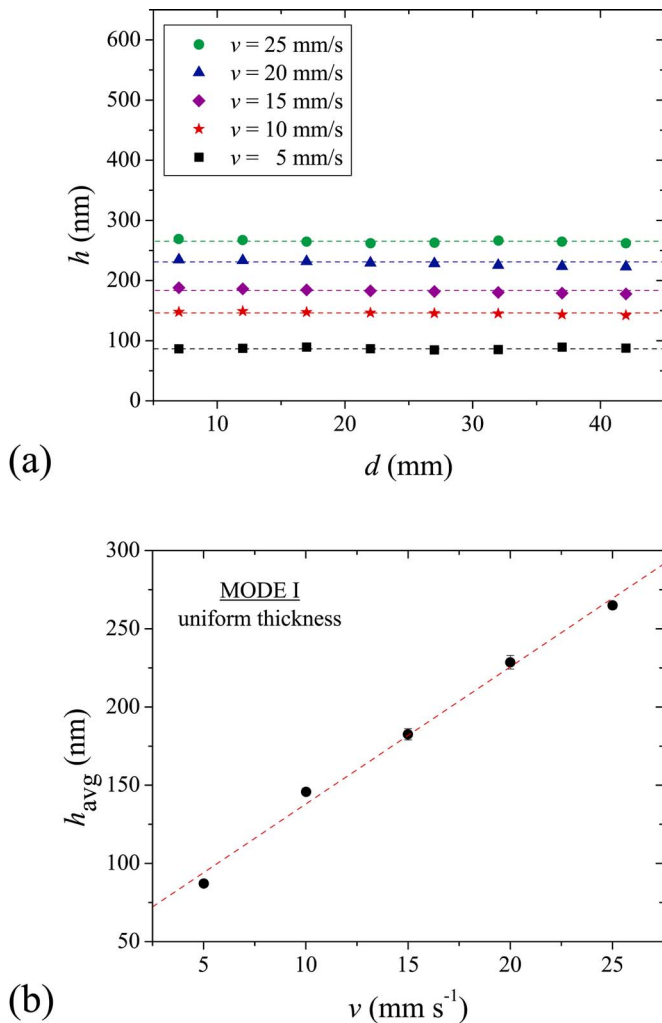 600
500
400
300
200
100
0
h (nm)
v = 25 mm/s
v = 20 mm/s
v = 15 mm/s
v = 10 mm/s
v = 5 mm/s
10
20
30
40
(a)
d (mm)
300
250
200
150
100
50
h_avg (nm)
MODE I
uniform thickness
5
10
15
20
25
(b)
v (mm s⁻¹)